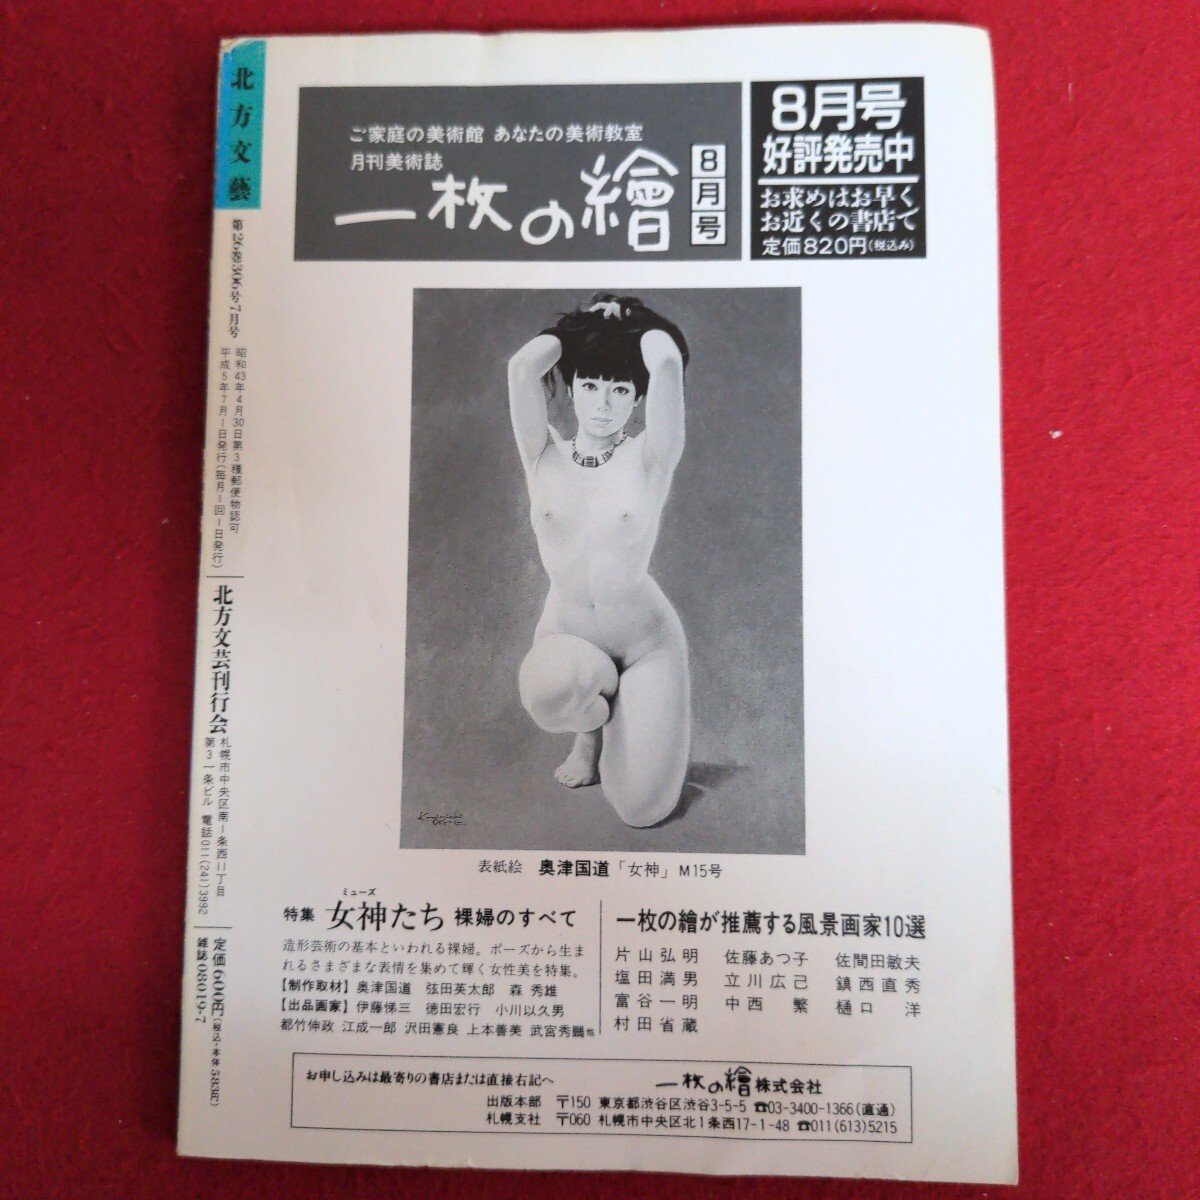 北方文藝
第26巻306号7月号
昭和43年4月30日第3種郵便物認可
平成5年7月1日発行(毎月1回1日発行)
北方文芸刊行会
札幌市中央区南1条西11丁目
第3一条ビル 電話011(241)3992
定価600円(税込・本体583円)
雑誌08019-7
ご家庭の美術館 あなたの美術教室
月刊美術誌
一枚の繪
8月号
8月号
好評発売中
お求めはお早く
お近くの書店で
定価820円(税込み)
表紙絵 奥津国道「女神」M15号
ミューズ
特集 女神たち 裸婦のすべて
造形芸術の基本といわれる裸婦。ポーズから生ま
れるさまざまな表情を集めて輝く女性美を特集。
【制作取材】奥津国道 弦田英太郎 森 秀雄
【出品画家】伊藤悌三 徳田宏行 小川以久男
都竹伸政 江成一郎 沢田憲良 上本善美 武宮秀鵬他
一枚の繪が推薦する風景画家10選
片山弘明 佐藤あつ子 佐間田敏夫
塩田満男 立川広己 鎮西直秀
富谷一明 中西 繁 樋口 洋
村田省蔵
お申し込みは最寄りの書店または直接右記へ
一枚の繪株式会社
出版本部 〒150 東京都渋谷区渋谷3-5-5 ☎03-3400-1366(直通)
札幌支社 〒060 札幌市中央区北1条西17-1-48 ☎011(613)5215